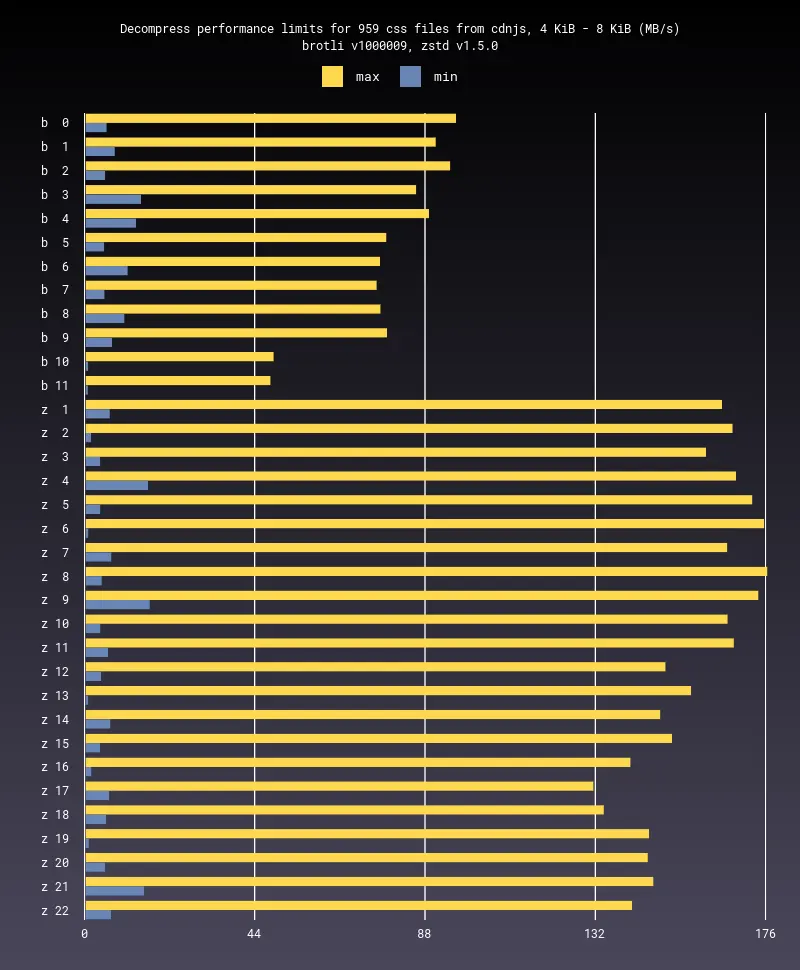 Decompress performance limits for 959 css files from cdnjs, 4 KiB - 8 KiB (MB/s)
brotli v1000009, zstd v1.5.0
max min
b 0
b 1
b 2
b 3
b 4
b 5
b 6
b 7
b 8
b 9
b 10
b 11
z 1
z 2
z 3
z 4
z 5
z 6
z 7
z 8
z 9
z 10
z 11
z 12
z 13
z 14
z 15
z 16
z 17
z 18
z 19
z 20
z 21
z 22
0 44 88 132 176